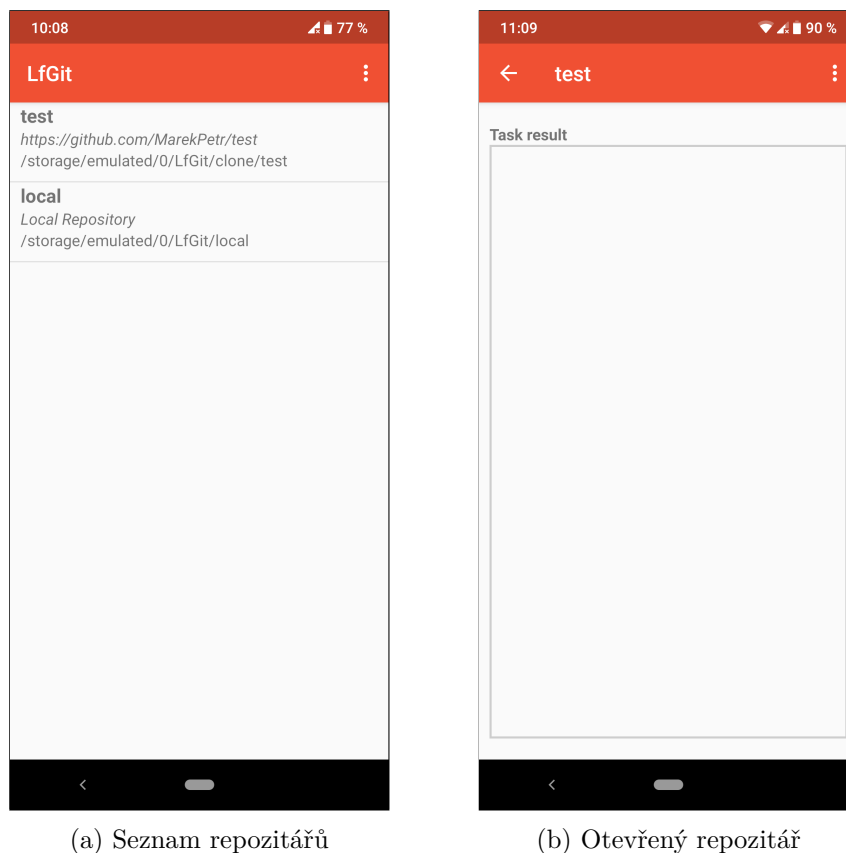 10:08
77 %
LfGit
test
https://github.com/MarekPetr/test
/storage/emulated/0/LfGit/clone/test
local
Local Repository
/storage/emulated/0/LfGit/local
(a) Seznam repozitářů
11:09
90 %
test
Task result
(b) Otevřený repozitář